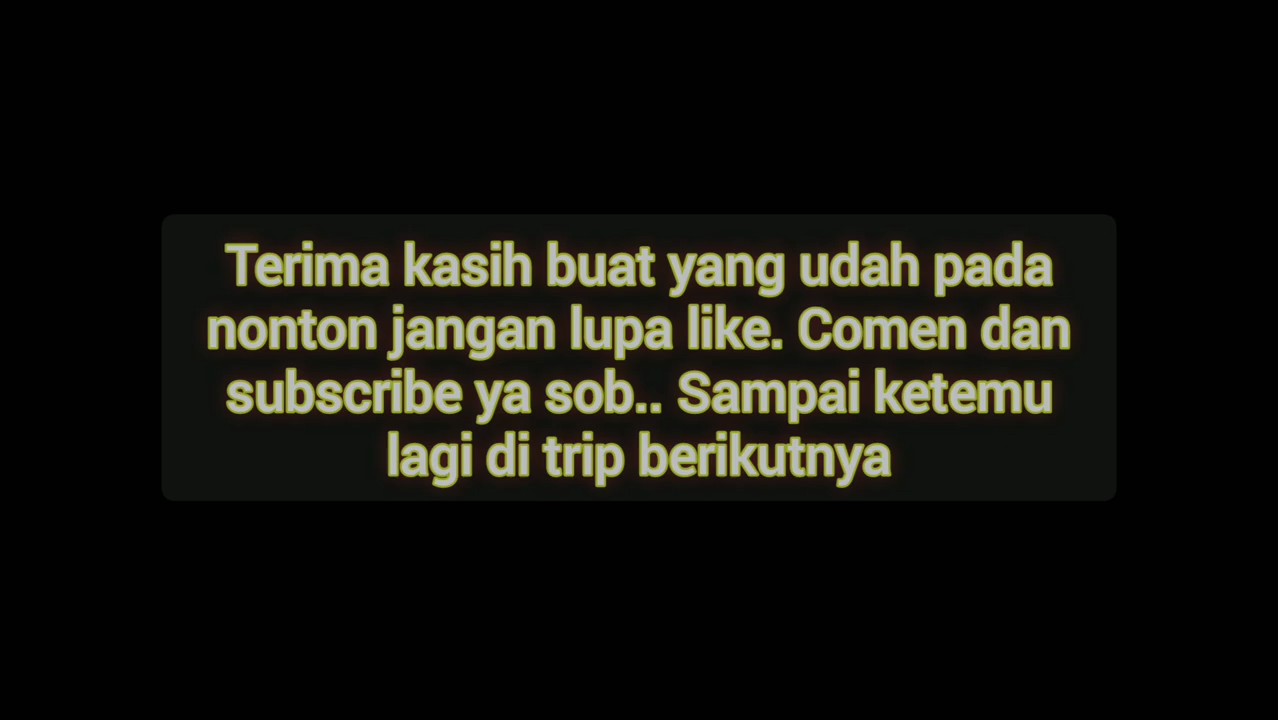 Terima kasih buat yang udah pada
nonton jangan lupa like. Comen dan
subscribe ya sob.. Sampai ketemu
lagi di trip berikutnya